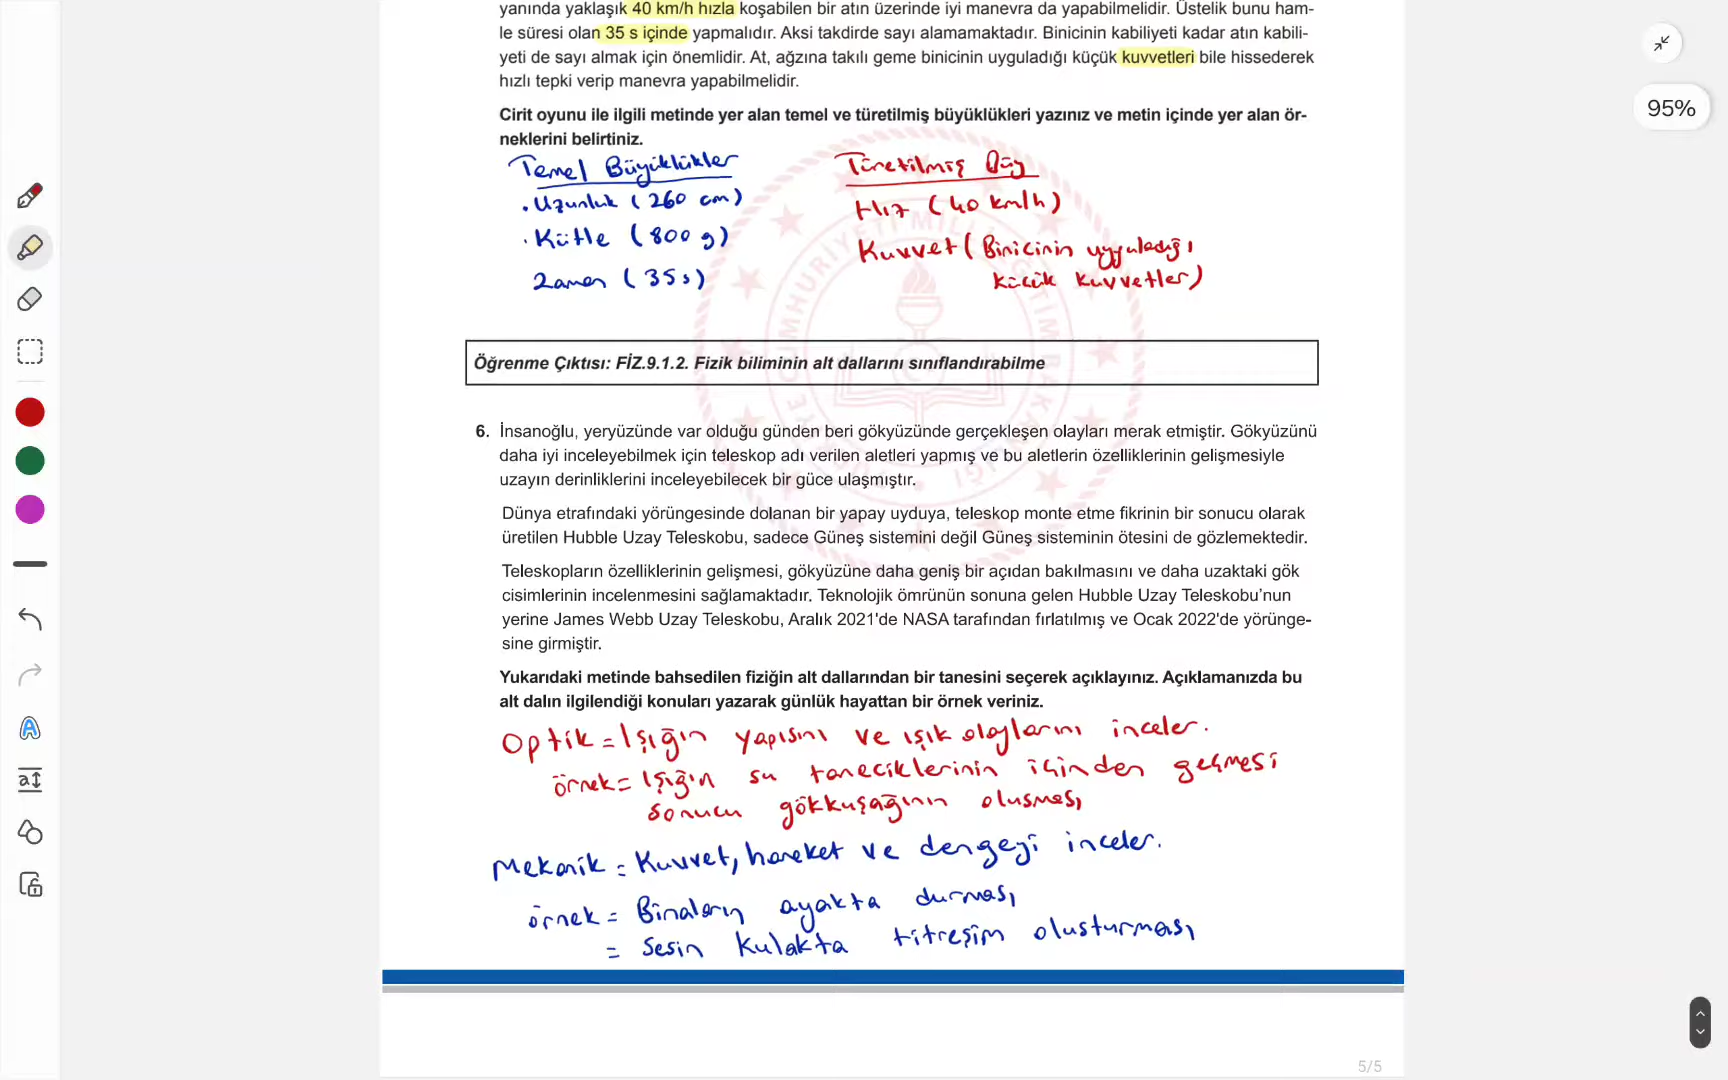 yanında yaklaşık 40 km/h hızla koşabilen bir atın üzerinde iyi manevra da yapabilmelidir. Üstelik bunu ham-
le süresi olan 35 s içinde yapmalıdır. Aksi takdirde sayı alamamaktadır. Binicinin kabiliyeti kadar atın kabili-
yeti de sayı almak için önemlidir. At, ağzına takılı geme binicinin uyguladığı küçük kuvvetleri bile hissederek
hızlı tepki verip manevra yapabilmelidir.
95%
Cirit oyunu ile ilgili metinde yer alan temel ve türetilmiş büyüklükleri yazınız ve metin içinde yer alan ör-
neklerini belirtiniz.
Temel Büyüklükler
. Uzunluk (260 cm)
. Kütle (800 g)
Zaman (35s)
Türetilmiş Büy
Hız (40 km/h)
Kuvvet (Binicinin uyguladığı
küçük kuvvetler)
Öğrenme Çıktısı: FİZ.9.1.2. Fizik biliminin alt dallarını sınıflandırabilme
6. İnsanoğlu, yeryüzünde var olduğu günden beri gökyüzünde gerçekleşen olayları merak etmiştir. Gökyüzünü
daha iyi inceleyebilmek için teleskop adı verilen aletleri yapmış ve bu aletlerin özelliklerinin gelişmesiyle
uzayın derinliklerini inceleyebilecek bir güce ulaşmıştır.
Dünya etrafındaki yörüngesinde dolanan bir yapay uyduya, teleskop monte etme fikrinin bir sonucu olarak
üretilen Hubble Uzay Teleskobu, sadece Güneş sistemini değil Güneş sisteminin ötesini de gözlemektedir.
Teleskopların özelliklerinin gelişmesi, gökyüzüne daha geniş bir açıdan bakılmasını ve daha uzaktaki gök
cisimlerinin incelenmesini sağlamaktadır. Teknolojik ömrünün sonuna gelen Hubble Uzay Teleskobu'nun
yerine James Webb Uzay Teleskobu, Aralık 2021'de NASA tarafından fırlatılmış ve Ocak 2022'de yörünge-
sine girmiştir.
Yukarıdaki metinde bahsedilen fiziğin alt dallarından bir tanesini seçerek açıklayınız. Açıklamanızda bu
alt dalın ilgilendiği konuları yazarak günlük hayattan bir örnek veriniz.
Optik = Işığın yapısını ve ışık olaylarını inceler.
örnek = Işığın su taneciklerinin içinden geçmesi
sonucu gökkuşağının oluşması
Mekanik = Kuvvet, hareket ve dengeyi inceler.
örnek = Binaların ayakta durması
= Sesin kulakta titreşim oluşturması
5/5